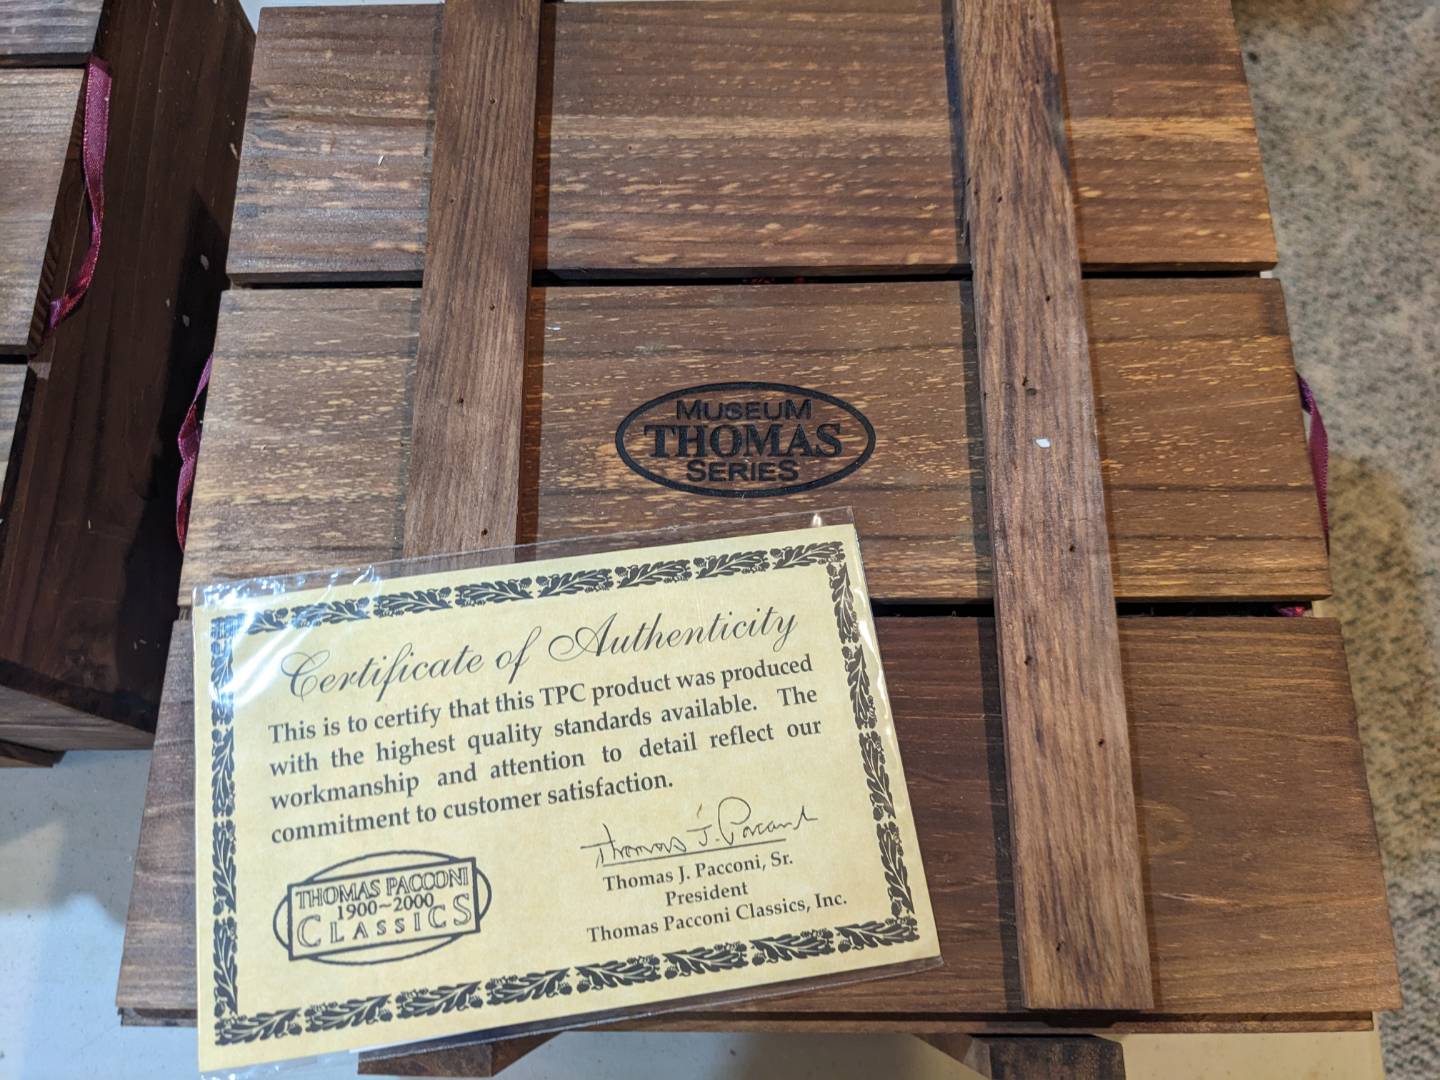 MUSEUM
THOMAS
SERIES
Certificate of Authenticity
This is to certify that this TPC product was produced
with the highest quality standards available. The
workmanship and attention to detail reflect our
commitment to customer satisfaction.
Thomas J. Pacconi
Thomas J. Pacconi, Sr.
President
Thomas Pacconi Classics, Inc.
THOMAS PACCONI
1900~2000
CLASSICS